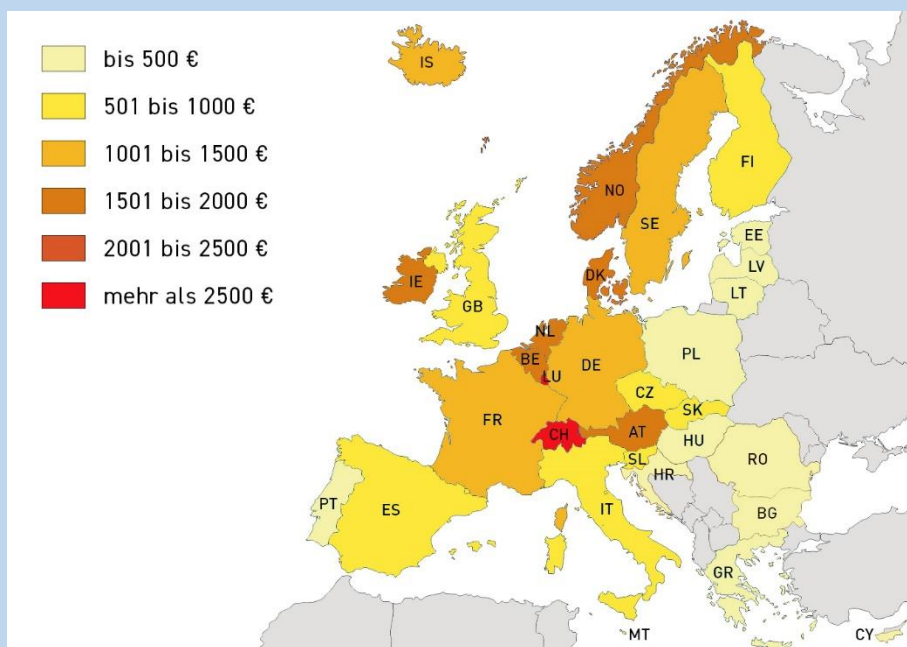 bis 500 €
501 bis 1000 €
1001 bis 1500 €
1501 bis 2000 €
2001 bis 2500 €
mehr als 2500 €
IS
FI
NO
SE
EE
LV
LT
DK
IE
GB
NL
BE
LU
DE
PL
CZ
SK
FR
CH
AT
HU
SL
HR
RO
BG
PT
ES
IT
GR
MT
CY